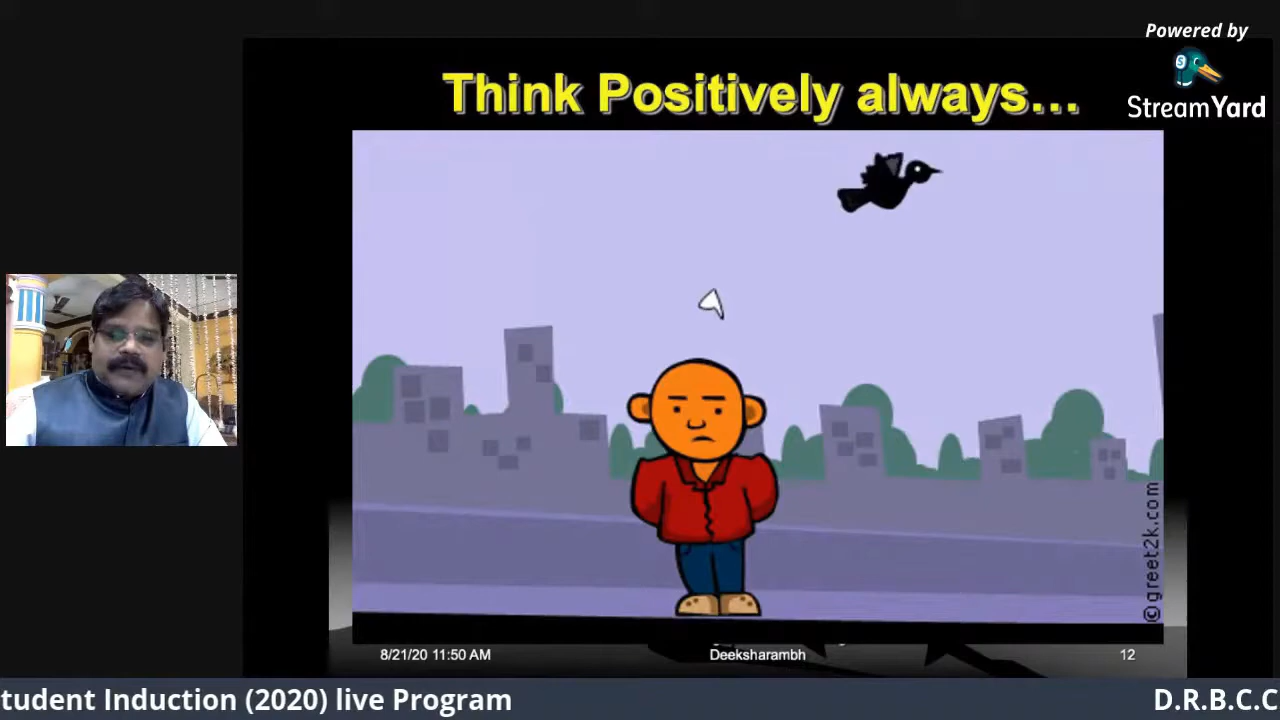 Powered by
StreamYard
Think Positively always...
©greet2k.com
8/21/20 11:50 AM
Deeksharambh
12
tudent Induction (2020) live Program
D.R.B.C.C